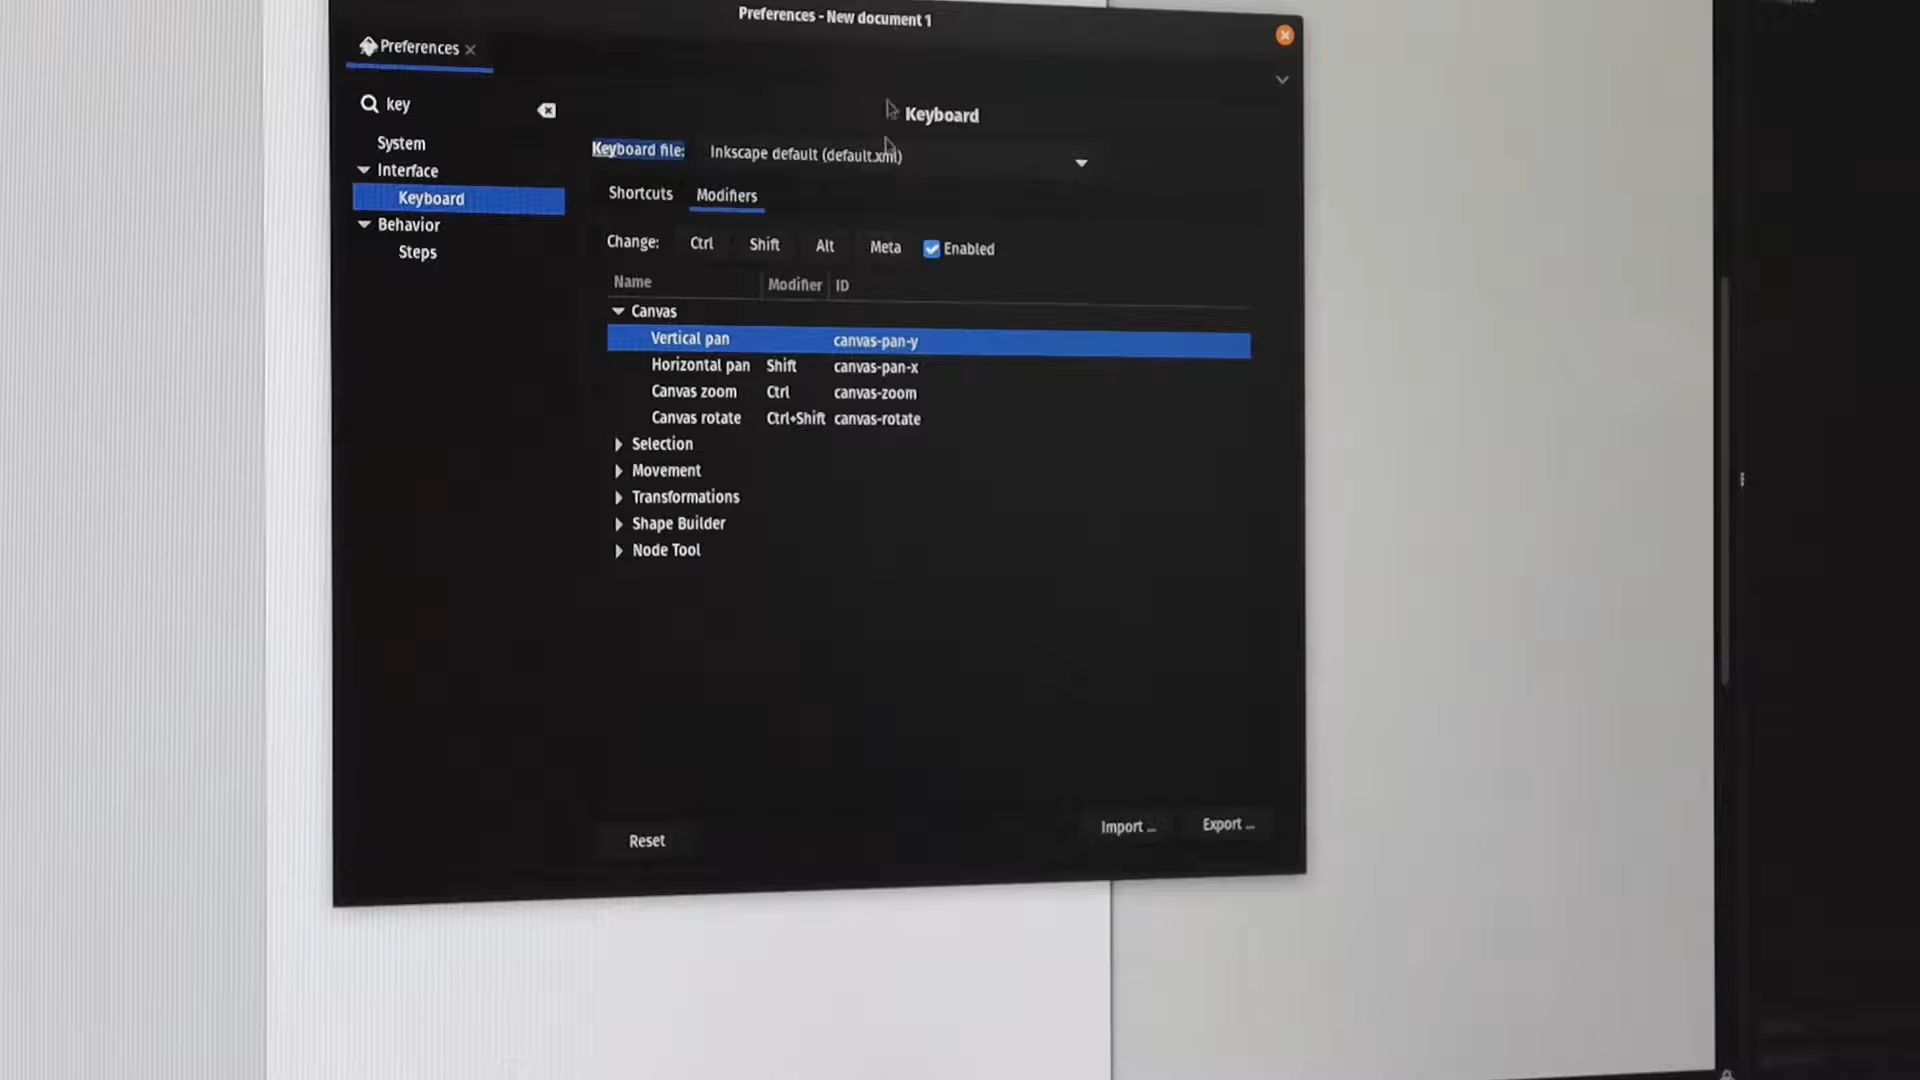 Preferences - New document 1
Preferences
key
System
Interface
Keyboard
Behavior
Steps
Keyboard
Keyboard file: Inkscape default (default.xml)
Shortcuts Modifiers
Change: Ctrl Shift Alt Meta Enabled
Name Modifier ID
Canvas
Vertical pan canvas-pan-y
Horizontal pan Shift canvas-pan-x
Canvas zoom Ctrl canvas-zoom
Canvas rotate Ctrl+Shift canvas-rotate
Selection
Movement
Transformations
Shape Builder
Node Tool
Reset Import ... Export ...